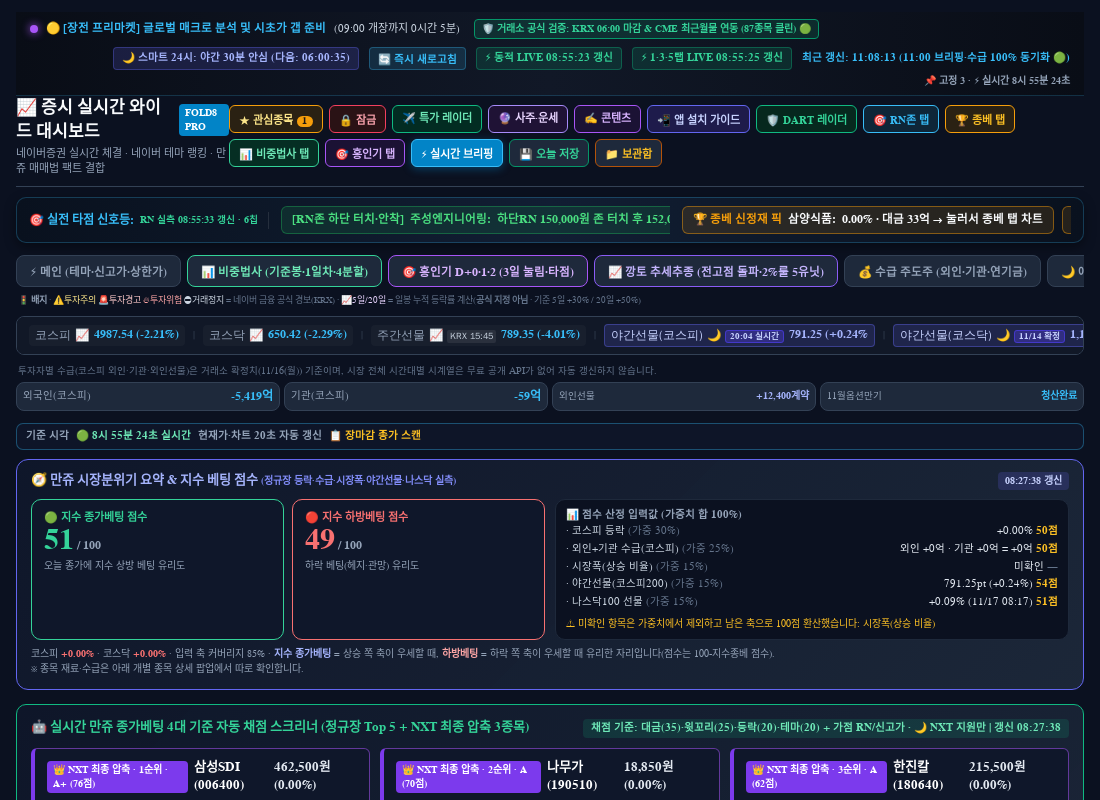 🟡 [장전 프리마켓] 글로벌 매크로 분석 및 시초가 갭 준비 (09:00 개장까지 0시간 5분) 🛡️ 거래소 공식 검증: KRX 06:00 마감 & CME 최근월물 연동 (87종목 클린) 🟢
🌙 스마트 24시: 야간 30분 안심 (다음: 06:00:35) 🔄 즉시 새로고침 ⚡ 동적 LIVE 08:55:23 갱신 ⚡ 1·3·5탭 LIVE 08:55:25 갱신 최근 갱신: 11:08:13 (11:00 브리핑·수급 100% 동기화 🟢)
📌 고정 3 · ⚡ 실시간 8시 55분 24초
📈 증시 실시간 와이드 대시보드
FOLD8 PRO
네이버증권 실시간 체결 · 네이버 테마 랭킹 · 만쥬 매매법 팩트 결합
★ 관심종목 1 🔒 잠금 ✈️ 특가 레이더 🔮 사주·운세 ✍️ 콘텐츠 📲 앱 설치 가이드 🛡️ DART 레이더 🎯 RN존 탭 🏆 종베 탭
📊 비중법사 탭 🎯 홍인기 탭 ⚡ 실시간 브리핑 💾 오늘 저장 📁 보관함
🎯 실전 타점 신호등: RN 실측 08:55:33 갱신 · 6칩 [RN존 하단 터치·안착] 주성엔지니어링: 하단RN 150,000원 존 터치 후 152,0 🏆 종베 신정재 픽 삼양식품: 0.00% · 대금 33억 → 눌러서 종베 탭 차트
⚡ 메인 (테마·신고가·상한가) 📊 비중법사 (기준봉·1일차·4분할) 🎯 홍인기 D+0·1·2 (3일 눌림·타점) 📈 깡토 추세추종 (전고점 돌파·2%룰 5유닛) 💰 수급 주도주 (외인·기관·연기금) 🌙
🚦 배지 · ⚠️투자주의 🚨투자경고 ⛔투자위험 ⛔거래정지 = 네이버 금융 공식 경보(KRX) · 📈5일/20일 = 일봉 누적 등락률 계산(공식 지정 아님 · 기준 5일 +30% / 20일 +50%)
코스피 📈 4987.54 (-2.21%) 코스닥 📈 650.42 (-2.29%) 주간선물 📈 KRX 15:45 789.35 (-4.01%) 야간선물(코스피) 🌙 20:04 실시간 791.25 (+0.24% 야간선물(코스닥) 🌙 11/14 확정
투자자별 수급(코스피 외인·기관·외인선물)은 거래소 확정치(11/16(월)) 기준이며, 시장 전체 시간대별 시계열은 무료 공개 API가 없어 자동 갱신하지 않습니다.
외국인(코스피) -5,419억 기관(코스피) -59억 외인선물 +12,400계약 11월옵션만기 청산완료
기준 시각 🟢 8시 55분 24초 실시간 현재가·차트 20초 자동 갱신 📋 장마감 종가 스캔
🧭 만쥬 시장분위기 요약 & 지수 베팅 점수 (정규장 등락·수급·시장폭·야간선물·나스닥 실측) 08:27:38 갱신
🟢 지수 종가베팅 점수
51 / 100
오늘 종가에 지수 상방 베팅 유리도
🔴 지수 하방베팅 점수
49 / 100
하락 베팅(헤지·관망) 유리도
📊 점수 산정 입력값 (가중치 합 100%)
· 코스피 등락 (가중 30%) +0.00% 50점
· 외인+기관 수급(코스피) (가중 25%) 외인 +0억 · 기관 +0억 = +0억 50점
· 시장폭(상승 비율) (가중 15%) 미확인 —
· 야간선물(코스피200) (가중 15%) 791.25pt (+0.24%) 54점
· 나스닥100 선물 (가중 15%) +0.09% (11/17 08:17) 51점
⚠️ 미확인 항목은 가중치에서 제외하고 남은 축으로 100점 환산했습니다: 시장폭(상승 비율)
코스피 +0.00% · 코스닥 +0.00% · 입력 축 커버리지 85% · 지수 종가베팅 = 상승 쪽 축이 우세할 때, 하방베팅 = 하락 쪽 축이 우세할 때 유리한 자리입니다(점수는 100-지수종베 점수).
※ 종목 재료·수급은 아래 개별 종목 상세 팝업에서 따로 확인합니다.
🤖 실시간 만쥬 종가베팅 4대 기준 자동 채점 스크리너 (정규장 Top 5 + NXT 최종 압축 3종목) 채점 기준: 대금(35)·윗꼬리(25)·등락(20)·테마(20) + 가점 RN/신고가 · 🌙 NXT 지원만 | 갱신 08:27:38
👑 NXT 최종 압축 · 1순위 · A+ (76점) 삼성SDI (006400) 462,500원 (0.00%)
👑 NXT 최종 압축 · 2순위 · A (70점) 나무가 (190510) 18,850원 (0.00%)
👑 NXT 최종 압축 · 3순위 · A (62점) 한진칼 (180640) 215,500원 (0.00%)